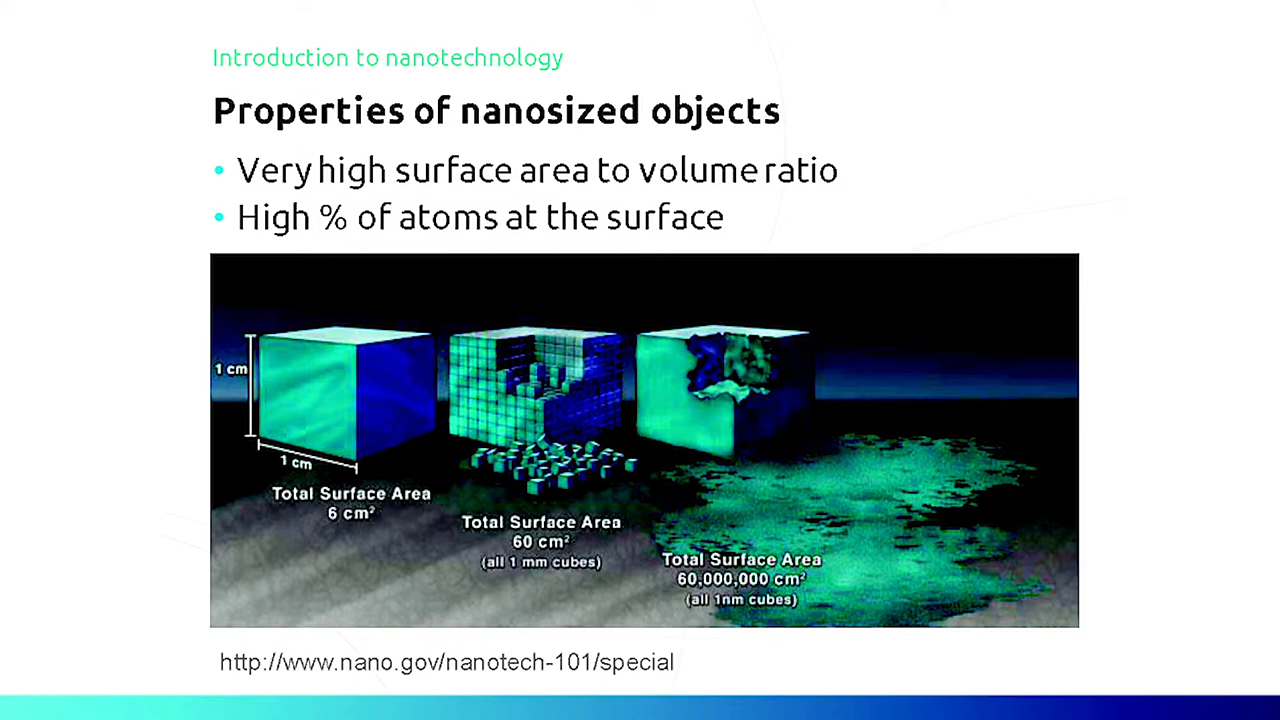 Introduction to nanotechnology
Properties of nanosized objects
• Very high surface area to volume ratio
• High % of atoms at the surface
1 cm
1 cm
Total Surface Area
6 cm²
Total Surface Area
60 cm²
(all 1 mm cubes)
Total Surface Area
60,000,000 cm²
(all 1nm cubes)
http://www.nano.gov/nanotech-101/special